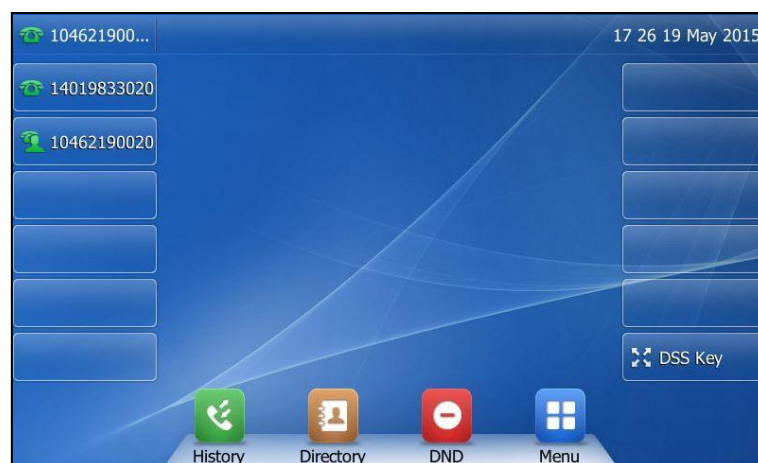 104621900...
17 26 19 May 2015
14019833020
10462190020
DSS Key
History
Directory
DND
Menu